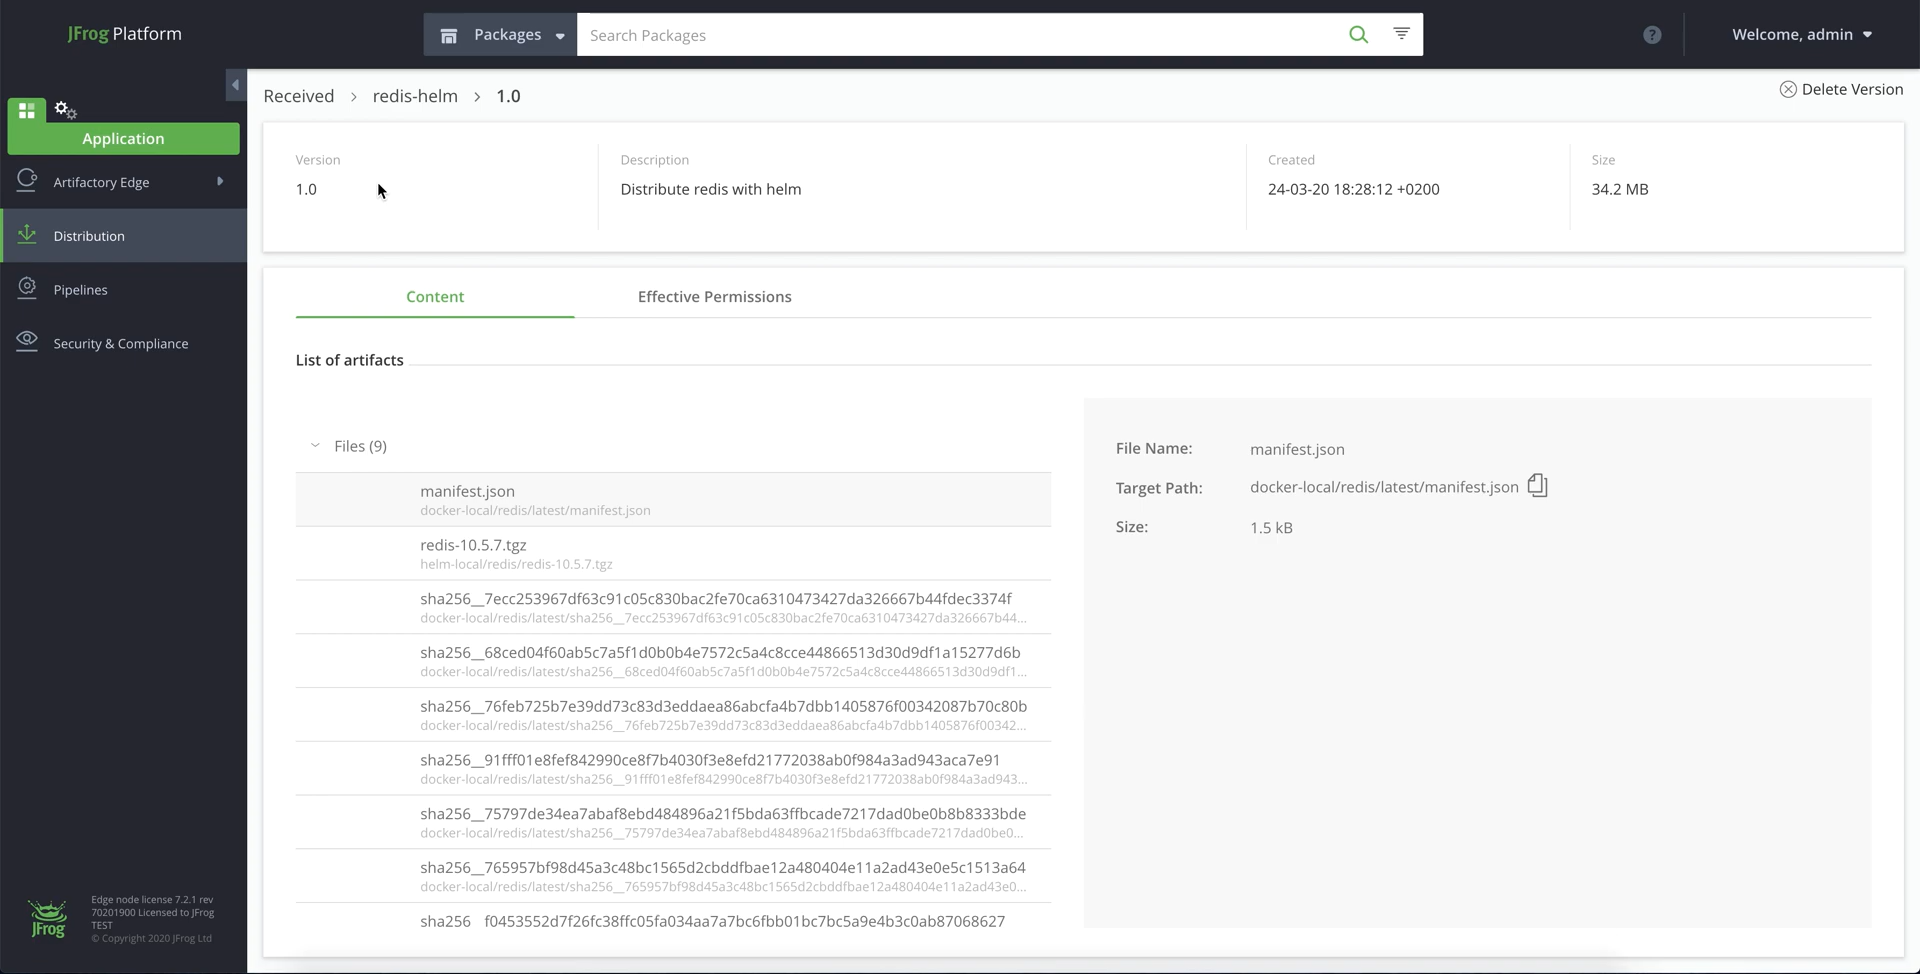 JFrog Platform
Packages
Search Packages
?
Welcome, admin
Received > redis-helm > 1.0
Delete Version
Application
Artifactory Edge
Distribution
Pipelines
Security & Compliance
Version
1.0
Description
Distribute redis with helm
Created
24-03-20 18:28:12 +0200
Size
34.2 MB
Content
Effective Permissions
List of artifacts
Files (9)
manifest.json
docker-local/redis/latest/manifest.json
redis-10.5.7.tgz
helm-local/redis/redis-10.5.7.tgz
sha256__7ecc253967df63c91c05c830bac2fe70ca6310473427da326667b44fdec3374f
docker-local/redis/latest/sha256__7ecc253967df63c91c05c830bac2fe70ca6310473427da326667b44...
sha256__68ced04f60ab5c7a5f1d0b0b4e7572c5a4c8cce44866513d30d9df1a15277d6b
docker-local/redis/latest/sha256__68ced04f60ab5c7a5f1d0b0b4e7572c5a4c8cce44866513d30d9df1...
sha256__76feb725b7e39dd73c83d3eddaea86abcfa4b7dbb1405876f00342087b70c80b
docker-local/redis/latest/sha256__76feb725b7e39dd73c83d3eddaea86abcfa4b7dbb1405876f00342...
sha256__91fff01e8fef842990ce8f7b4030f3e8efd21772038ab0f984a3ad943aca7e91
docker-local/redis/latest/sha256__91fff01e8fef842990ce8f7b4030f3e8efd21772038ab0f984a3ad943...
sha256__75797de34ea7abaf8ebd484896a21f5bda63ffbcade7217dad0be0b8b8333bde
docker-local/redis/latest/sha256__75797de34ea7abaf8ebd484896a21f5bda63ffbcade7217dad0be0...
sha256__765957bf98d45a3c48bc1565d2cbddfbae12a480404e11a2ad43e0e5c1513a64
docker-local/redis/latest/sha256__765957bf98d45a3c48bc1565d2cbddfbae12a480404e11a2ad43e0...
sha256 f0453552d7f26fc38ffc05fa034aa7a7bc6fbb01bc7bc5a9e4b3c0ab87068627
File Name: manifest.json
Target Path: docker-local/redis/latest/manifest.json
Size: 1.5 kB
JFrog
Edge node license 7.2.1 rev
70201900 Licensed to JFrog
TEST
© Copyright 2020 JFrog Ltd